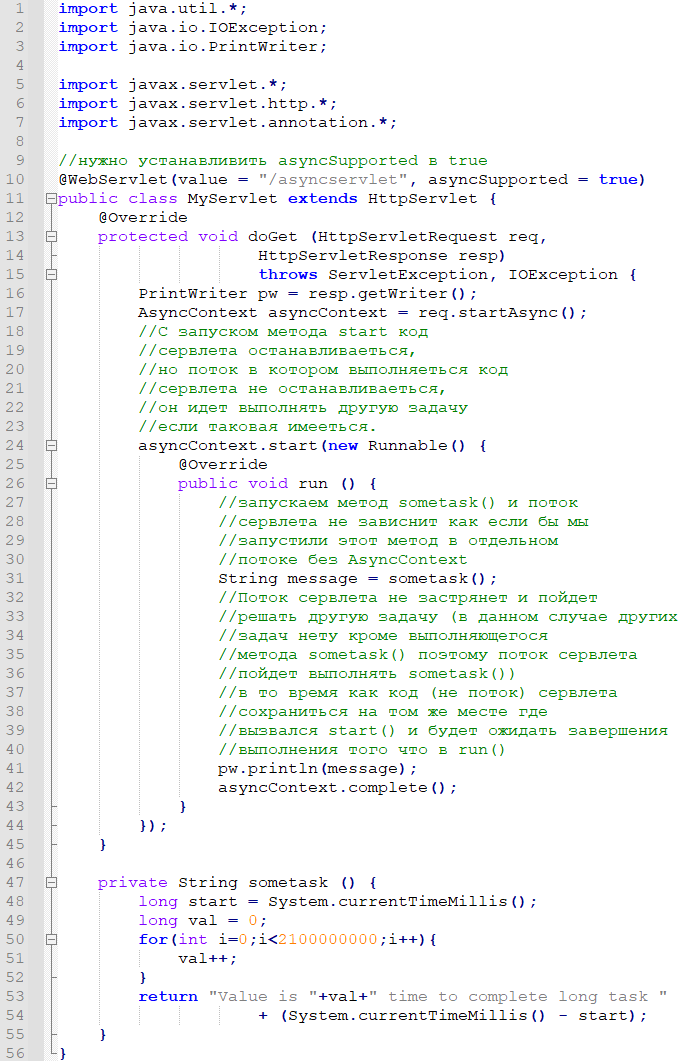 1 import java.util.*;
2 import java.io.IOException;
3 import java.io.PrintWriter;
4
5 import javax.servlet.*;
6 import javax.servlet.http.*;
7 import javax.servlet.annotation.*;
8
9 //нужно устанавливить asyncSupported в true
10 @WebServlet(value = "/asyncservlet", asyncSupported = true)
11 public class MyServlet extends HttpServlet {
12     @Override
13     protected void doGet (HttpServletRequest req,
14                     HttpServletResponse resp)
15                     throws ServletException, IOException {
16         PrintWriter pw = resp.getWriter();
17         AsyncContext asyncContext = req.startAsync();
18         //С запуском метода start код
19         //сервлета останавливаеться,
20         //но поток в котором выполняеться код
21         //сервлета не останавливаеться,
22         //он идет выполнять другую задачу
23         //если таковая имееться.
24         asyncContext.start(new Runnable() {
25             @Override
26             public void run () {
27                 //запускаем метод sometask() и поток
28                 //сервлета не зависнит как если бы мы
29                 //запустили этот метод в отдельном
30                 //потоке без AsyncContext
31                 String message = sometask();
32                 //Поток сервлета не застрянет и пойдет
33                 //решать другую задачу (в данном случае других
34                 //задач нету кроме выполняющегося
35                 //метода sometask() поэтому поток сервлета
36                 //пойдет выполнять sometask())
37                 //в то время как код (не поток) сервлета
38                 //сохраниться на том же месте где
39                 //вызвался start() и будет ожидать завершения
40                 //выполнения того что в run()
41                 pw.println(message);
42                 asyncContext.complete();
43             }
44         });
45     }
46
47     private String sometask () {
48         long start = System.currentTimeMillis();
49         long val = 0;
50         for(int i=0;i<2100000000;i++){
51             val++;
52         }
53         return "Value is "+val+" time to complete long task "
54                     + (System.currentTimeMillis() - start);
55     }
56 }